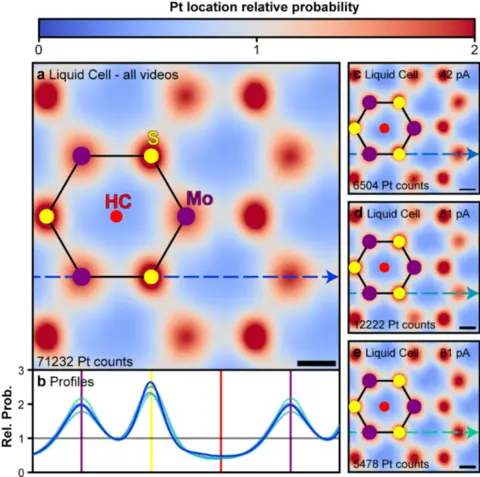 Pt location relative probability
0
1
2
a Liquid Cell - all videos
S
HC
Mo
71232 Pt counts
c Liquid Cell 42 pA
6504 Pt counts
d Liquid Cell 81 pA
12222 Pt counts
e Liquid Cell 81 pA
5478 Pt counts
b Profiles
Rel. Prob.
3
2
1
0